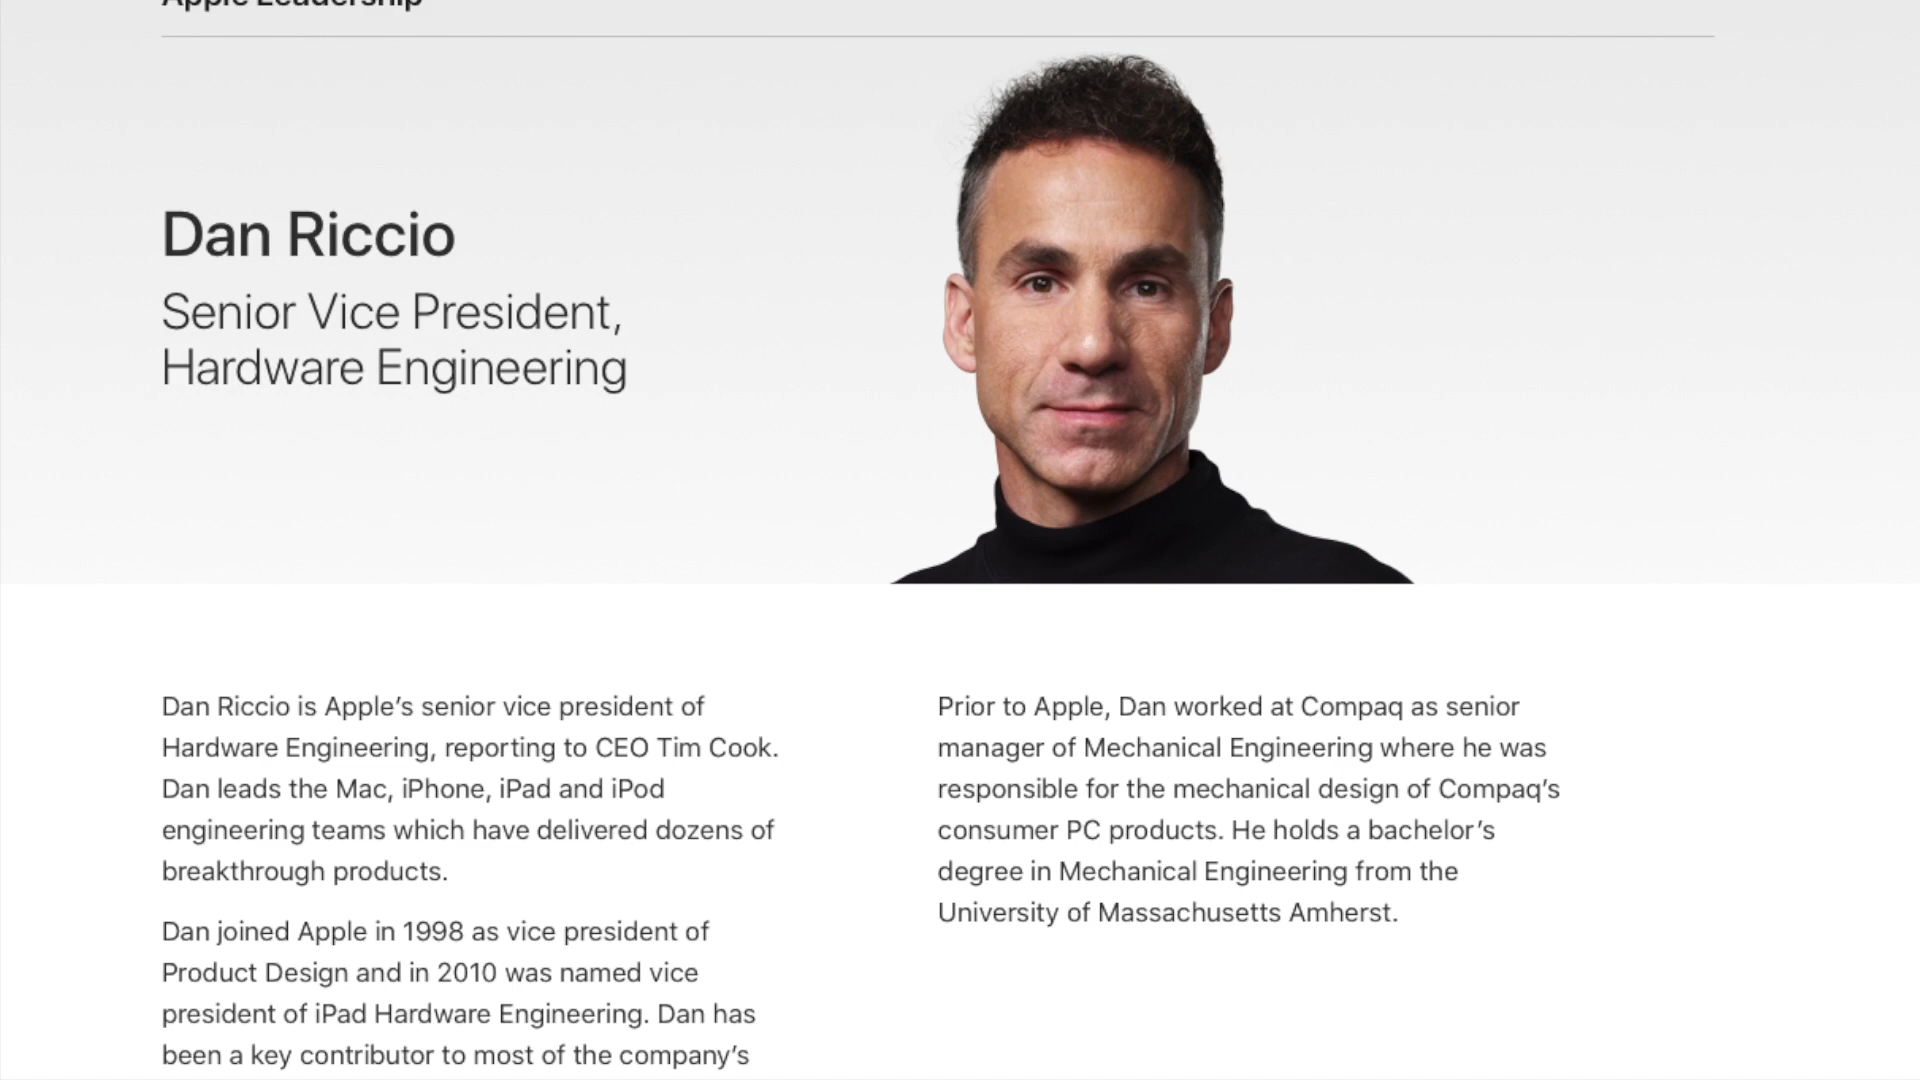 Apple Leadership
Dan Riccio
Senior Vice President,
Hardware Engineering
Dan Riccio is Apple’s senior vice president of
Hardware Engineering, reporting to CEO Tim Cook.
Dan leads the Mac, iPhone, iPad and iPod
engineering teams which have delivered dozens of
breakthrough products.
Dan joined Apple in 1998 as vice president of
Product Design and in 2010 was named vice
president of iPad Hardware Engineering. Dan has
been a key contributor to most of the company’s
Prior to Apple, Dan worked at Compaq as senior
manager of Mechanical Engineering where he was
responsible for the mechanical design of Compaq’s
consumer PC products. He holds a bachelor’s
degree in Mechanical Engineering from the
University of Massachusetts Amherst.